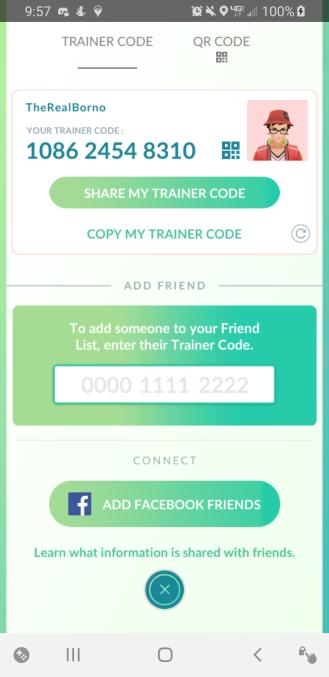 9:57 100%
TRAINER CODE QR CODE
TheRealBorno
YOUR TRAINER CODE :
1086 2454 8310
SHARE MY TRAINER CODE
COPY MY TRAINER CODE
ADD FRIEND
To add someone to your Friend
List, enter their Trainer Code.
0000 1111 2222
CONNECT
ADD FACEBOOK FRIENDS
Learn what information is shared with friends.